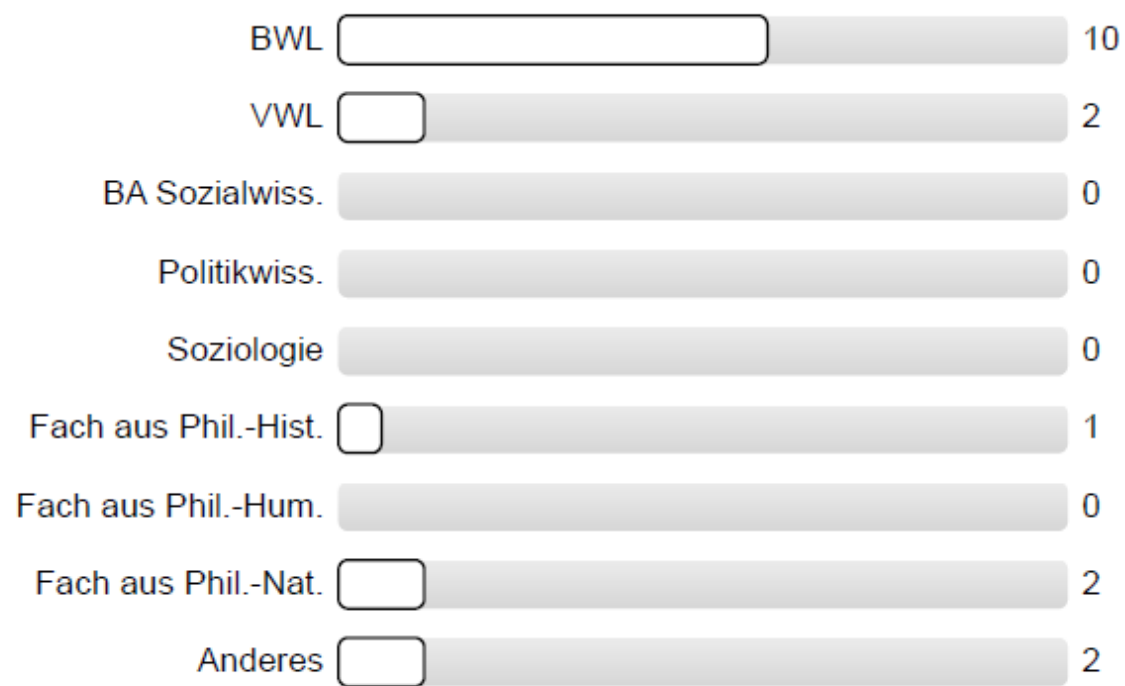 BWL 10
VWL 2
BA Sozialwiss. 0
Politikwiss. 0
Soziologie 0
Fach aus Phil.-Hist. 1
Fach aus Phil.-Hum. 0
Fach aus Phil.-Nat. 2
Anderes 2